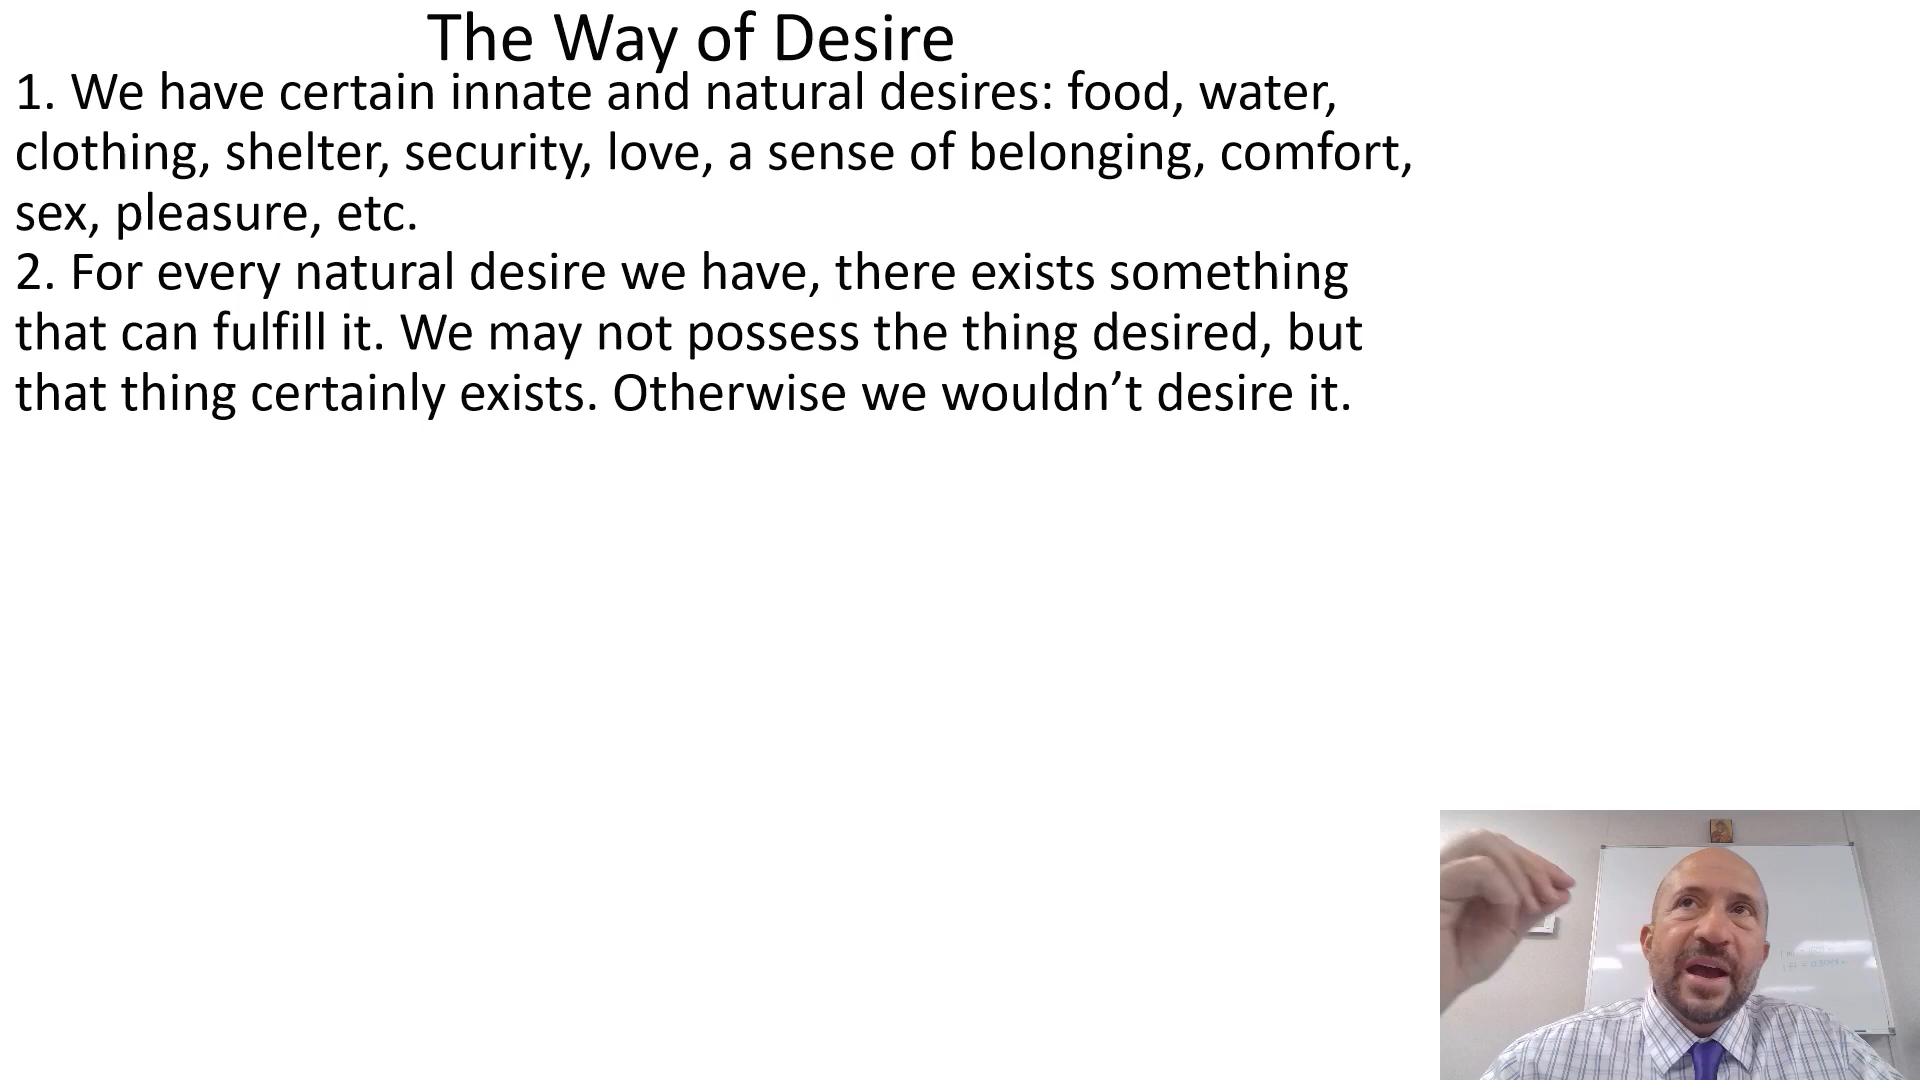 The Way of Desire
1. We have certain innate and natural desires: food, water,
clothing, shelter, security, love, a sense of belonging, comfort,
sex, pleasure, etc.
2. For every natural desire we have, there exists something
that can fulfill it. We may not possess the thing desired, but
that thing certainly exists. Otherwise we wouldn’t desire it.